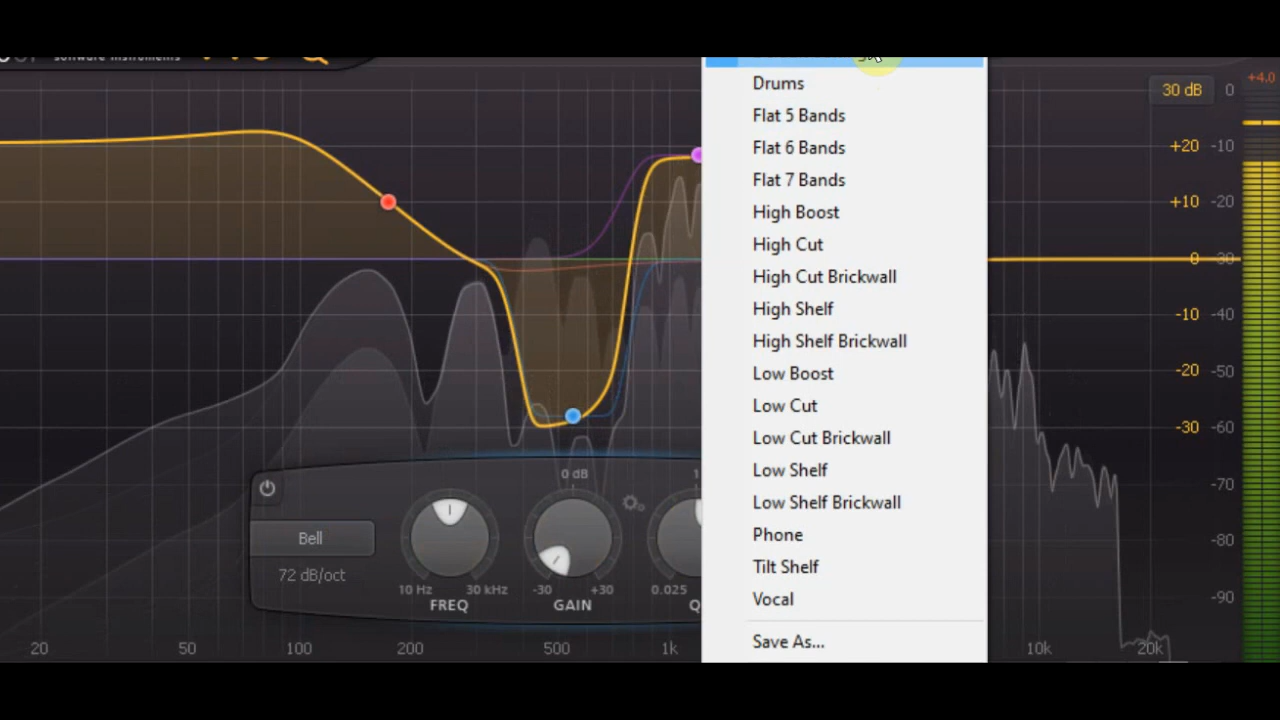 software instruments
Drums
Flat 5 Bands
Flat 6 Bands
Flat 7 Bands
High Boost
High Cut
High Cut Brickwall
High Shelf
High Shelf Brickwall
Low Boost
Low Cut
Low Cut Brickwall
Low Shelf
Low Shelf Brickwall
Phone
Tilt Shelf
Vocal
Save As...
30 dB
+20
+10
0
-10
-20
-30
+4.0
0
-10
-20
-30
-40
-50
-60
-70
-80
-90
Bell
72 dB/oct
10 Hz 30 kHz
FREQ
0 dB
-30 +30
GAIN
0.025
20 50 100 200 500 1k 10k 20k